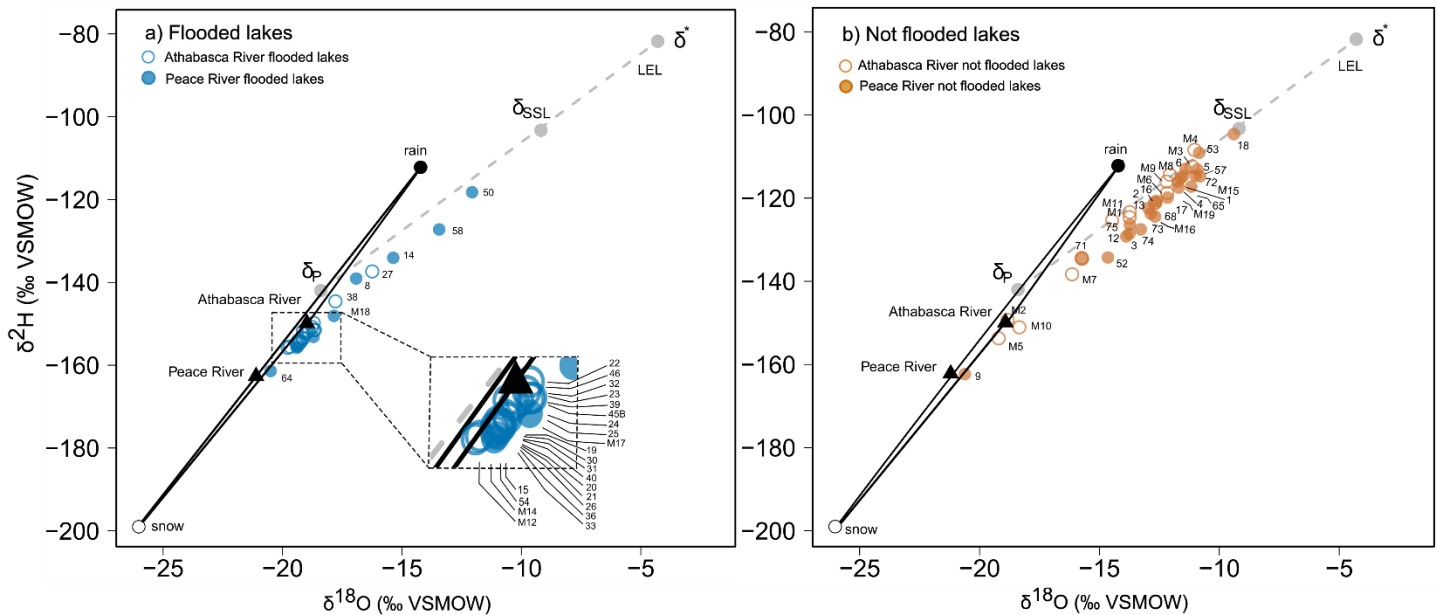 a) Flooded lakes
Athabasca River flooded lakes
Peace River flooded lakes
δ*
LEL
δSSL
rain
50
58
14
27
8
δP
38
Athabasca River
M18
Peace River
64
22
46
32
23
39
45B
24
25
M17
19
30
31
40
20
21
26
36
33
15
54
M14
M12
snow
−80
−100
−120
−140
−160
−180
−200
δ²H (‰ VSMOW)
−25
−20
−15
−10
−5
δ¹⁸O (‰ VSMOW)
b) Not flooded lakes
Athabasca River not flooded lakes
Peace River not flooded lakes
δ*
LEL
δSSL
18
M4
53
M3
6
5
57
M9
M8
72
M6
M15
16
1
2
4
65
M11
13
17
M19
M1
68
M16
75
73
12
3
74
71
52
M7
rain
δP
Athabasca River
M2
M10
M5
Peace River
9
snow
−80
−100
−120
−140
−160
−180
−200
−25
−20
−15
−10
−5
δ¹⁸O (‰ VSMOW)